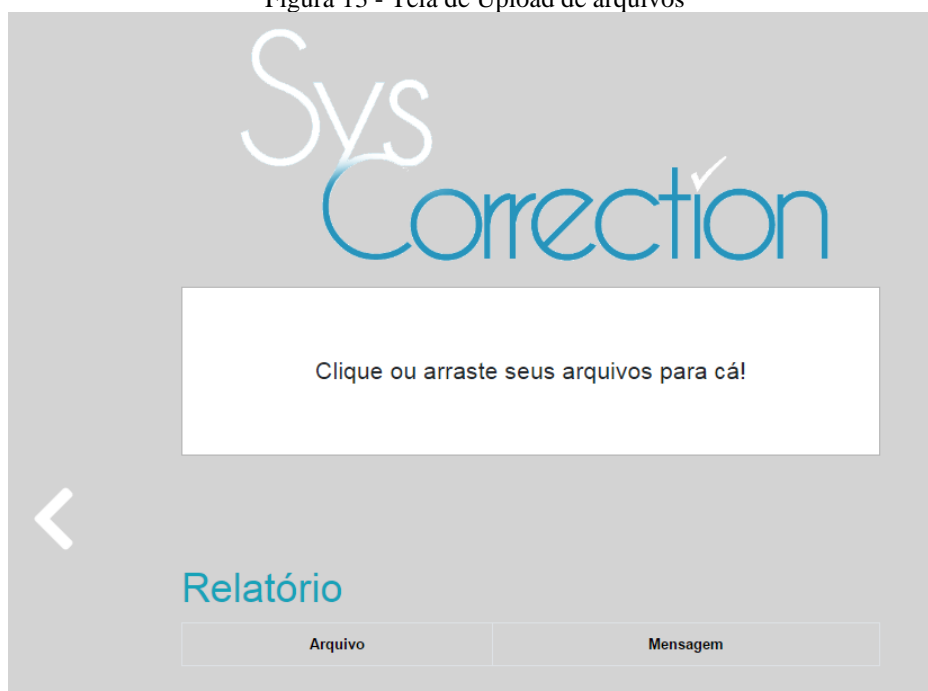 Figura 13 - Tela de Upload de arquivos
Sys
Correction
Clique ou arraste seus arquivos para cá!
Relatório
Arquivo Mensagem